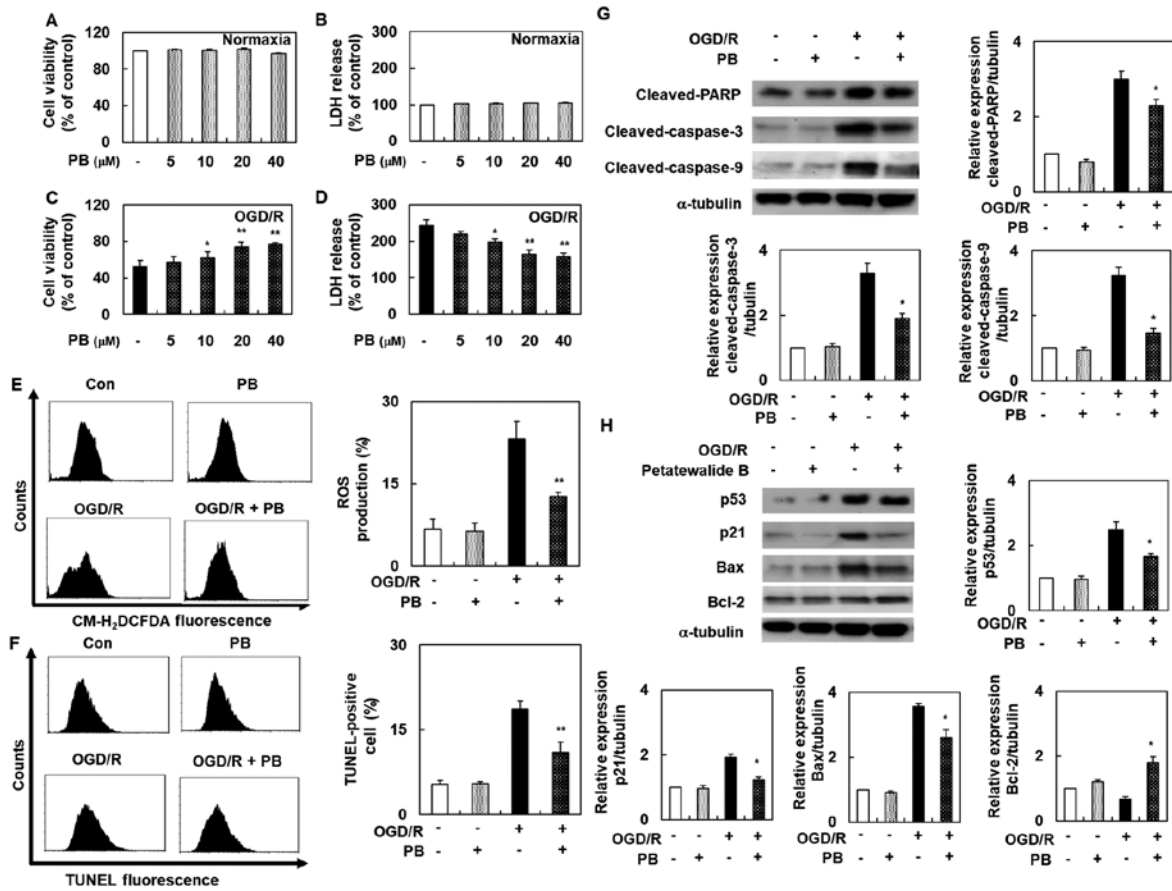 A
Cell viability
(% of control)
120
80
40
0
Normaxia
PB (μM) - 5 10 20 40
B
LDH release
(% of control)
300
200
100
0
Normaxia
PB (μM) - 5 10 20 40
C
Cell viability
(% of control)
120
80
40
0
OGD/R
* ** **
PB (μM) - 5 10 20 40
D
LDH release
(% of control)
300
200
100
0
OGD/R
* ** **
PB (μM) - 5 10 20 40
E
Con PB
OGD/R OGD/R + PB
Counts
CM-H₂DCFDA fluorescence
ROS
production (%)
30
15
0
**
OGD/R - - + +
PB - + - +
F
Con PB
OGD/R OGD/R + PB
Counts
TUNEL fluorescence
TUNEL-positive
cell (%)
30
15
0
**
OGD/R - - + +
PB - + - +
G
OGD/R - - + +
PB - + - +
Cleaved-PARP
Cleaved-caspase-3
Cleaved-caspase-9
α-tubulin
Relative expression
cleaved-PARP/tubulin
4
2
0
*
OGD/R - - + +
PB - + - +
Relative expression
cleaved-caspase-3
/tubulin
4
2
0
*
OGD/R - - + +
PB - + - +
Relative expression
cleaved-caspase-9
/tubulin
4
2
0
*
OGD/R - - + +
PB - + - +
H
OGD/R - - + +
Petatewalide B - + - +
p53
p21
Bax
Bcl-2
α-tubulin
Relative expression
p53/tubulin
4
2
0
*
OGD/R - - + +
PB - + - +
Relative expression
p21/tubulin
4
2
0
*
OGD/R - - + +
PB - + - +
Relative expression
Bax/tubulin
4
2
0
*
OGD/R - - + +
PB - + - +
Relative expression
Bcl-2/tubulin
4
2
0
*
OGD/R - - + +
PB - + - +